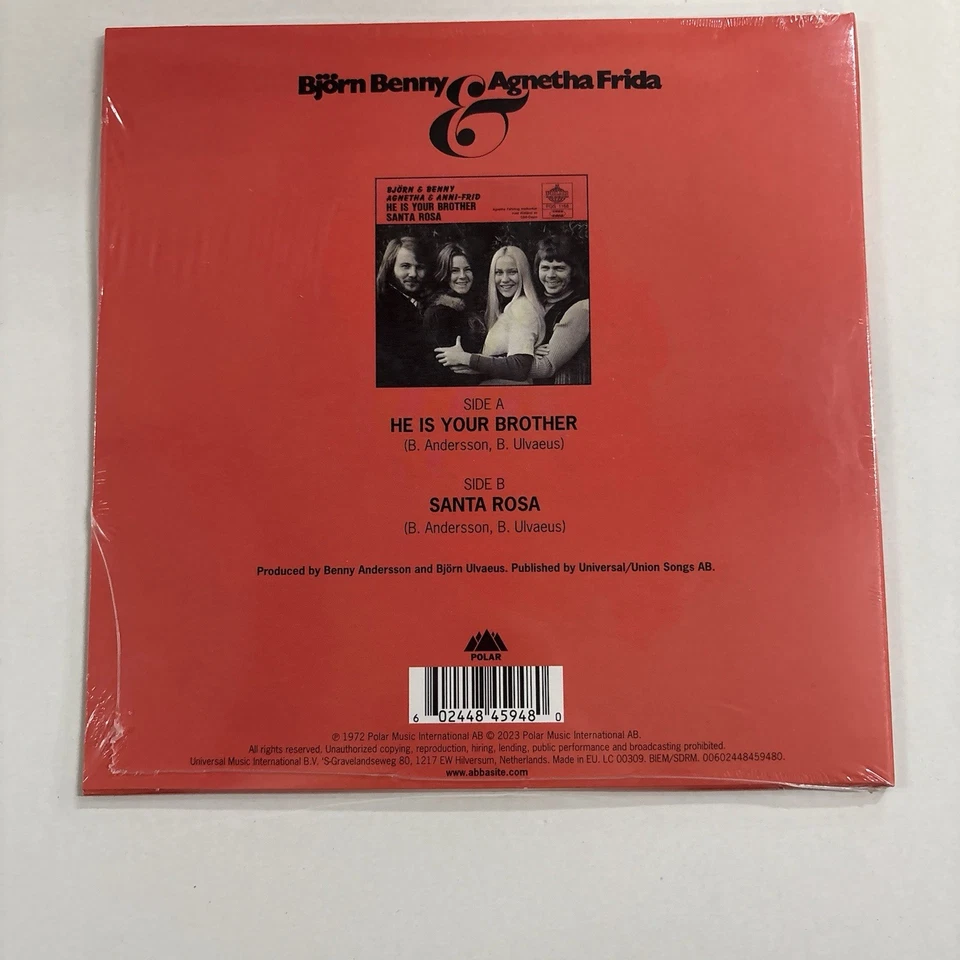 Björn Benny & Agnetha Frida
BJÖRN & BENNY
AGNETHA & ANNI-FRID
HE IS YOUR BROTHER
SANTA ROSA
SIDE A
HE IS YOUR BROTHER
(B. Andersson, B. Ulvaeus)
SIDE B
SANTA ROSA
(B. Andersson, B. Ulvaeus)
Produced by Benny Andersson and Björn Ulvaeus. Published by Universal/Union Songs AB.
POLAR
6 02448 45948 0
℗ 1972 Polar Music International AB © 2023 Polar Music International AB.
All rights reserved. Unauthorized copying, reproduction, hiring, lending, public performance and broadcasting prohibited.
Universal Music International B.V. 'S-Gravelandseweg 80, 1217 EW Hilversum, Netherlands. Made in EU. LC 00309. BIEM/SDRM. 00602448459480.
www.abbasite.com